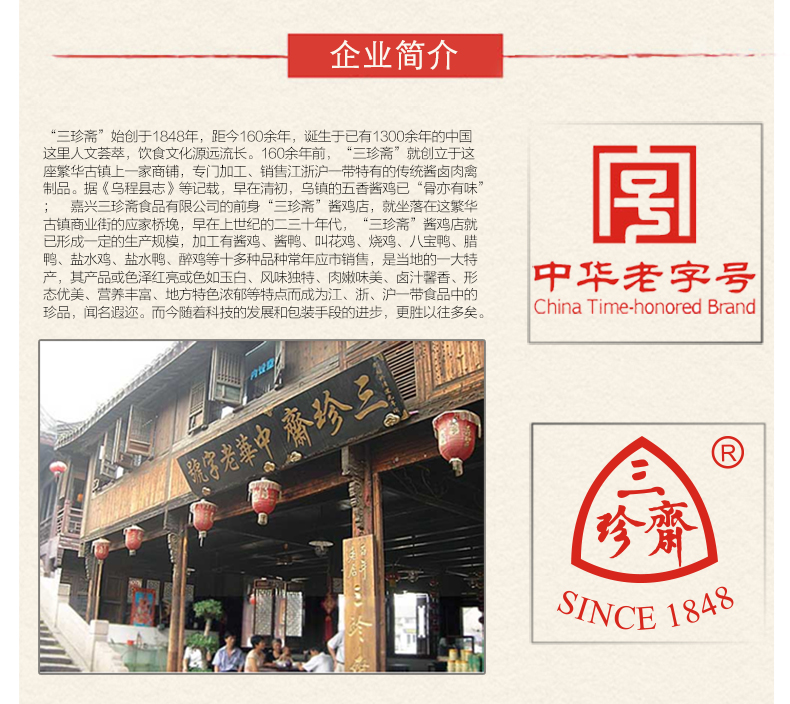 企业简介
“三珍斋”始创于1848年，距今160余年，诞生于已有1300余年的中国
这里人文荟萃，饮食文化源远流长。160余年前，“三珍斋”就创立于这
座繁华古镇上一家商铺，专门加工、销售江浙沪一带特有的传统酱卤肉禽
制品。据《乌程县志》等记载，早在清初，乌镇的五香酱鸡已“骨亦有味”
； 嘉兴三珍斋食品有限公司的前身“三珍斋”酱鸡店，就坐落在这繁华
古镇商业街的应家桥堍，早在上世纪的二三十年代，“三珍斋”酱鸡店就
已形成一定的生产规模，加工有酱鸡、酱鸭、叫花鸡、烧鸡、八宝鸭、腊
鸭、盐水鸡、盐水鸭、醉鸡等十多种品种常年应市销售，是当地的一大特
产，其产品或色泽红亮或色如玉白、风味独特、肉嫩味美、卤汁馨香、形
态优美、营养丰富、地方特色浓郁等特点而成为江、浙、沪一带食品中的
珍品，闻名遐迩。而今随着科技的发展和包装手段的进步，更胜以往多矣。
中华老字号
China Time-honored Brand
三珍齋中華老字號
三珍
三
珍齋
®
SINCE 1848